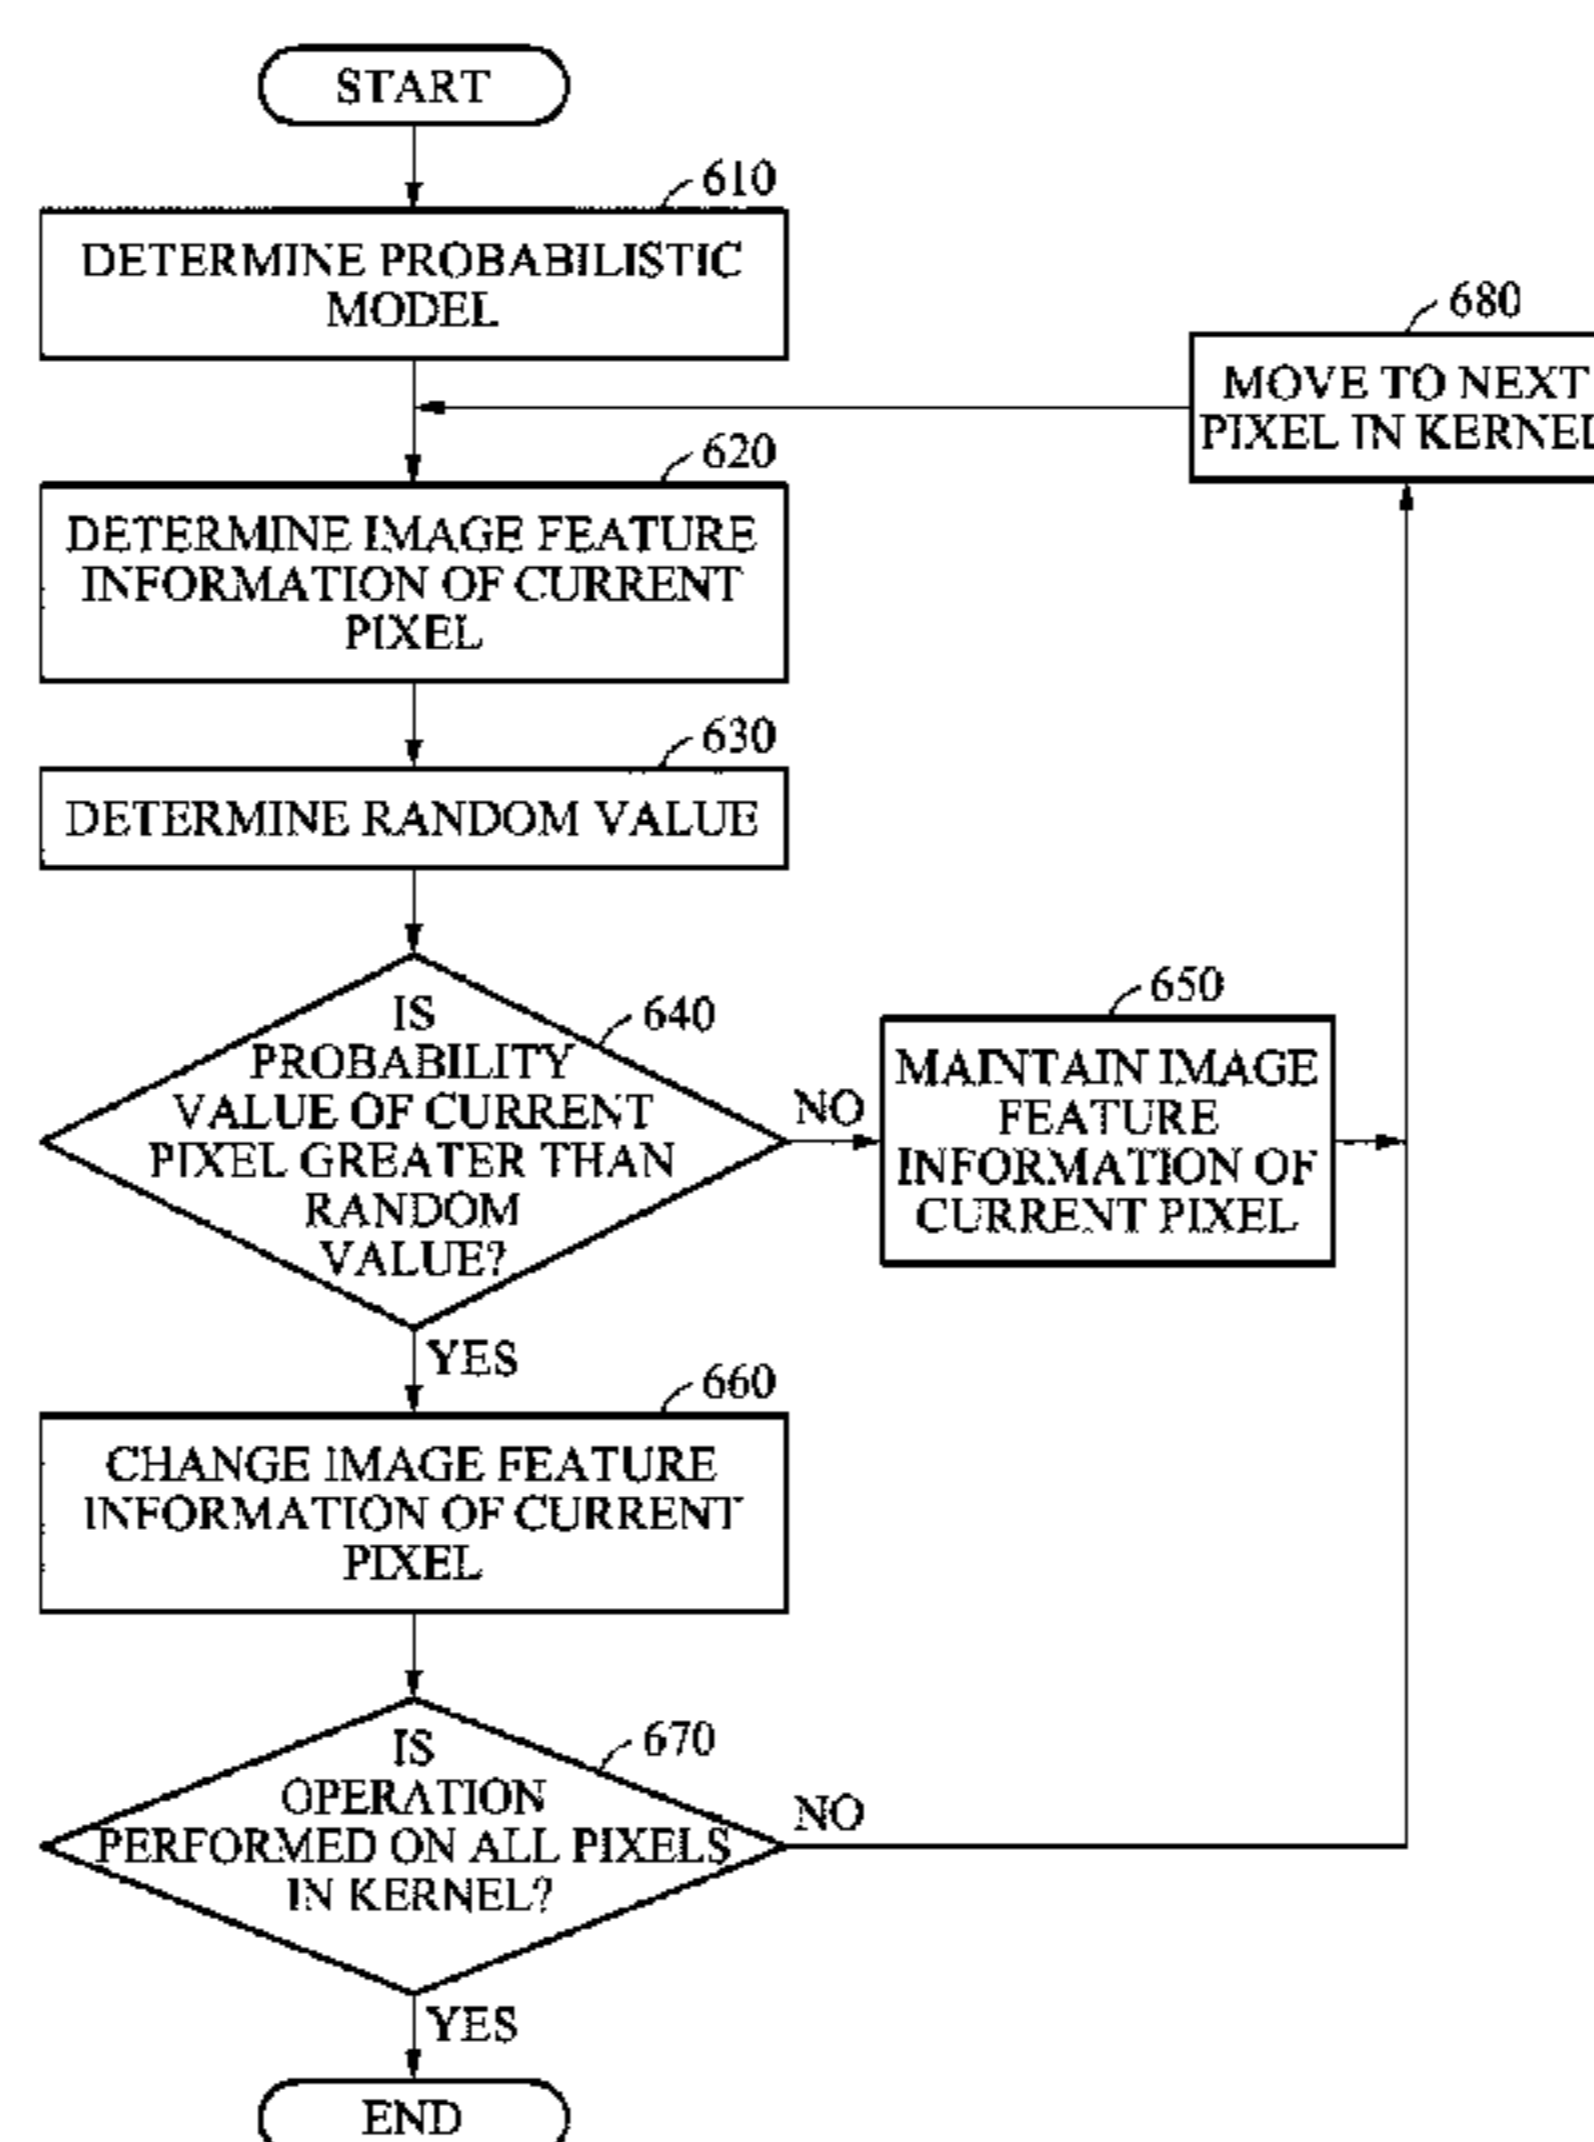 START
610
DETERMINE PROBABILISTIC
MODEL
680
MOVE TO NEXT
PIXEL IN KERNEL
620
DETERMINE IMAGE FEATURE
INFORMATION OF CURRENT
PIXEL
630
DETERMINE RANDOM VALUE
640
IS
PROBABILITY
VALUE OF CURRENT
PIXEL GREATER THAN
RANDOM
VALUE?
NO
650
MAINTAIN IMAGE
FEATURE
INFORMATION OF
CURRENT PIXEL
YES
660
CHANGE IMAGE FEATURE
INFORMATION OF CURRENT
PIXEL
670
IS
OPERATION
PERFORMED ON ALL PIXELS
IN KERNEL?
NO
YES
END